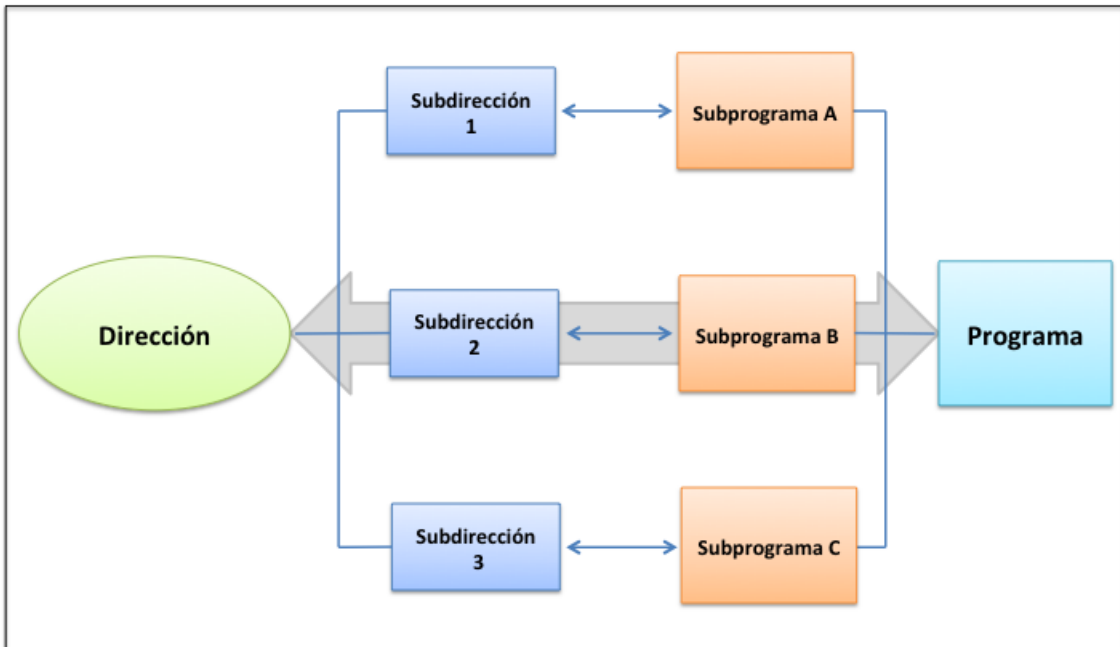 Subdirección
1
Subprograma A
Dirección
Subdirección
2
Subprograma B
Programa
Subdirección
3
Subprograma C